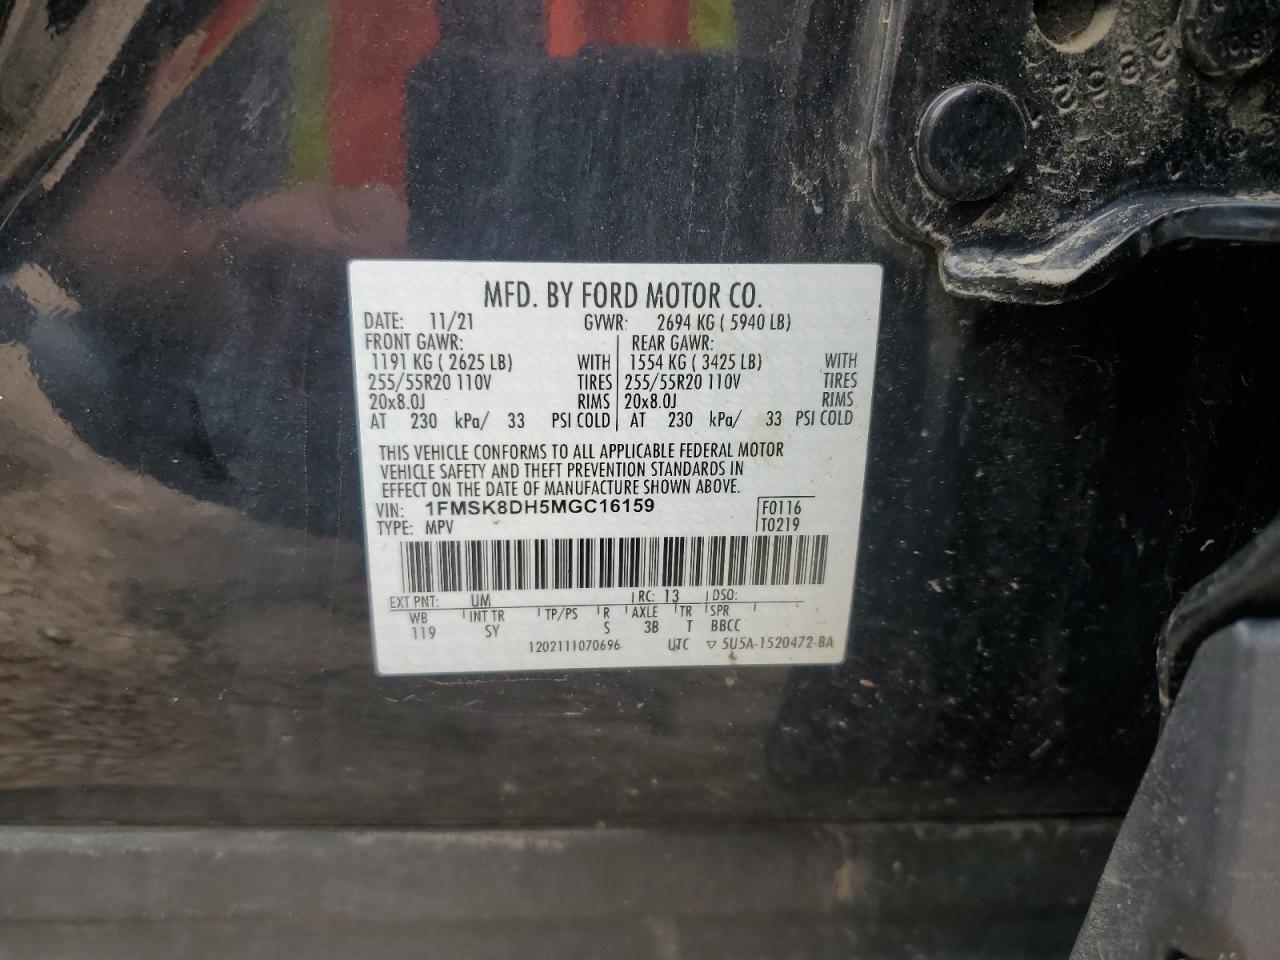 MFD. BY FORD MOTOR CO.
DATE: 11/21 GVWR: 2694 KG ( 5940 LB)
FRONT GAWR: REAR GAWR:
1191 KG ( 2625 LB) WITH 1554 KG ( 3425 LB) WITH
255/55R20 110V TIRES 255/55R20 110V TIRES
20x8.0J RIMS 20x8.0J RIMS
AT 230 kPa/ 33 PSI COLD AT 230 kPa/ 33 PSI COLD
THIS VEHICLE CONFORMS TO ALL APPLICABLE FEDERAL MOTOR
VEHICLE SAFETY AND THEFT PREVENTION STANDARDS IN
EFFECT ON THE DATE OF MANUFACTURE SHOWN ABOVE.
VIN: 1FMSK8DH5MGC16159 F0116
TYPE: MPV T0219
EXT PNT: UM RC: 13 DSO:
WB INT TR TP/PS R AXLE TR SPR
119 SY S 3B T BBCC
1202111070696 UTC ▽ 5U5A-1520472-BA